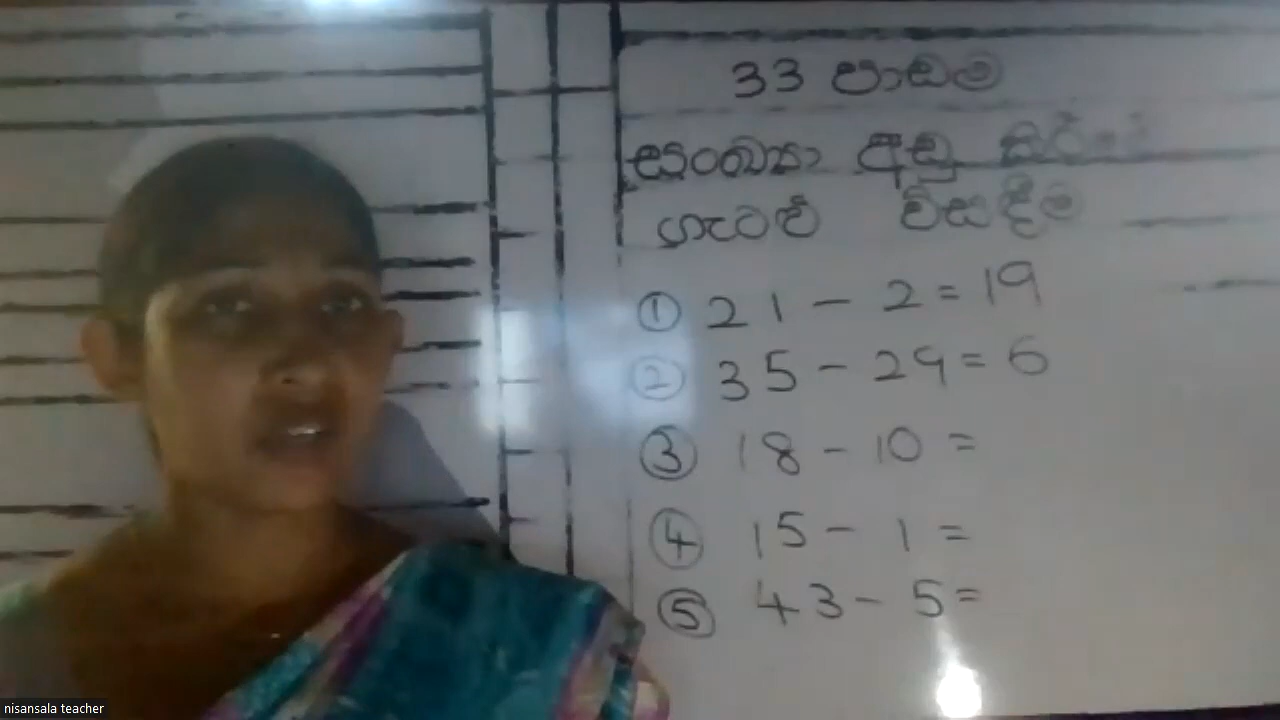 33 පාඩම
සංඛ්‍යා අඩු
ගැටළු විසදීම
① 21 - 2 = 19
② 35 - 29 = 6
③ 18 - 10 =
④ 15 - 1 =
⑤ 43 - 5 =
nisansala teacher